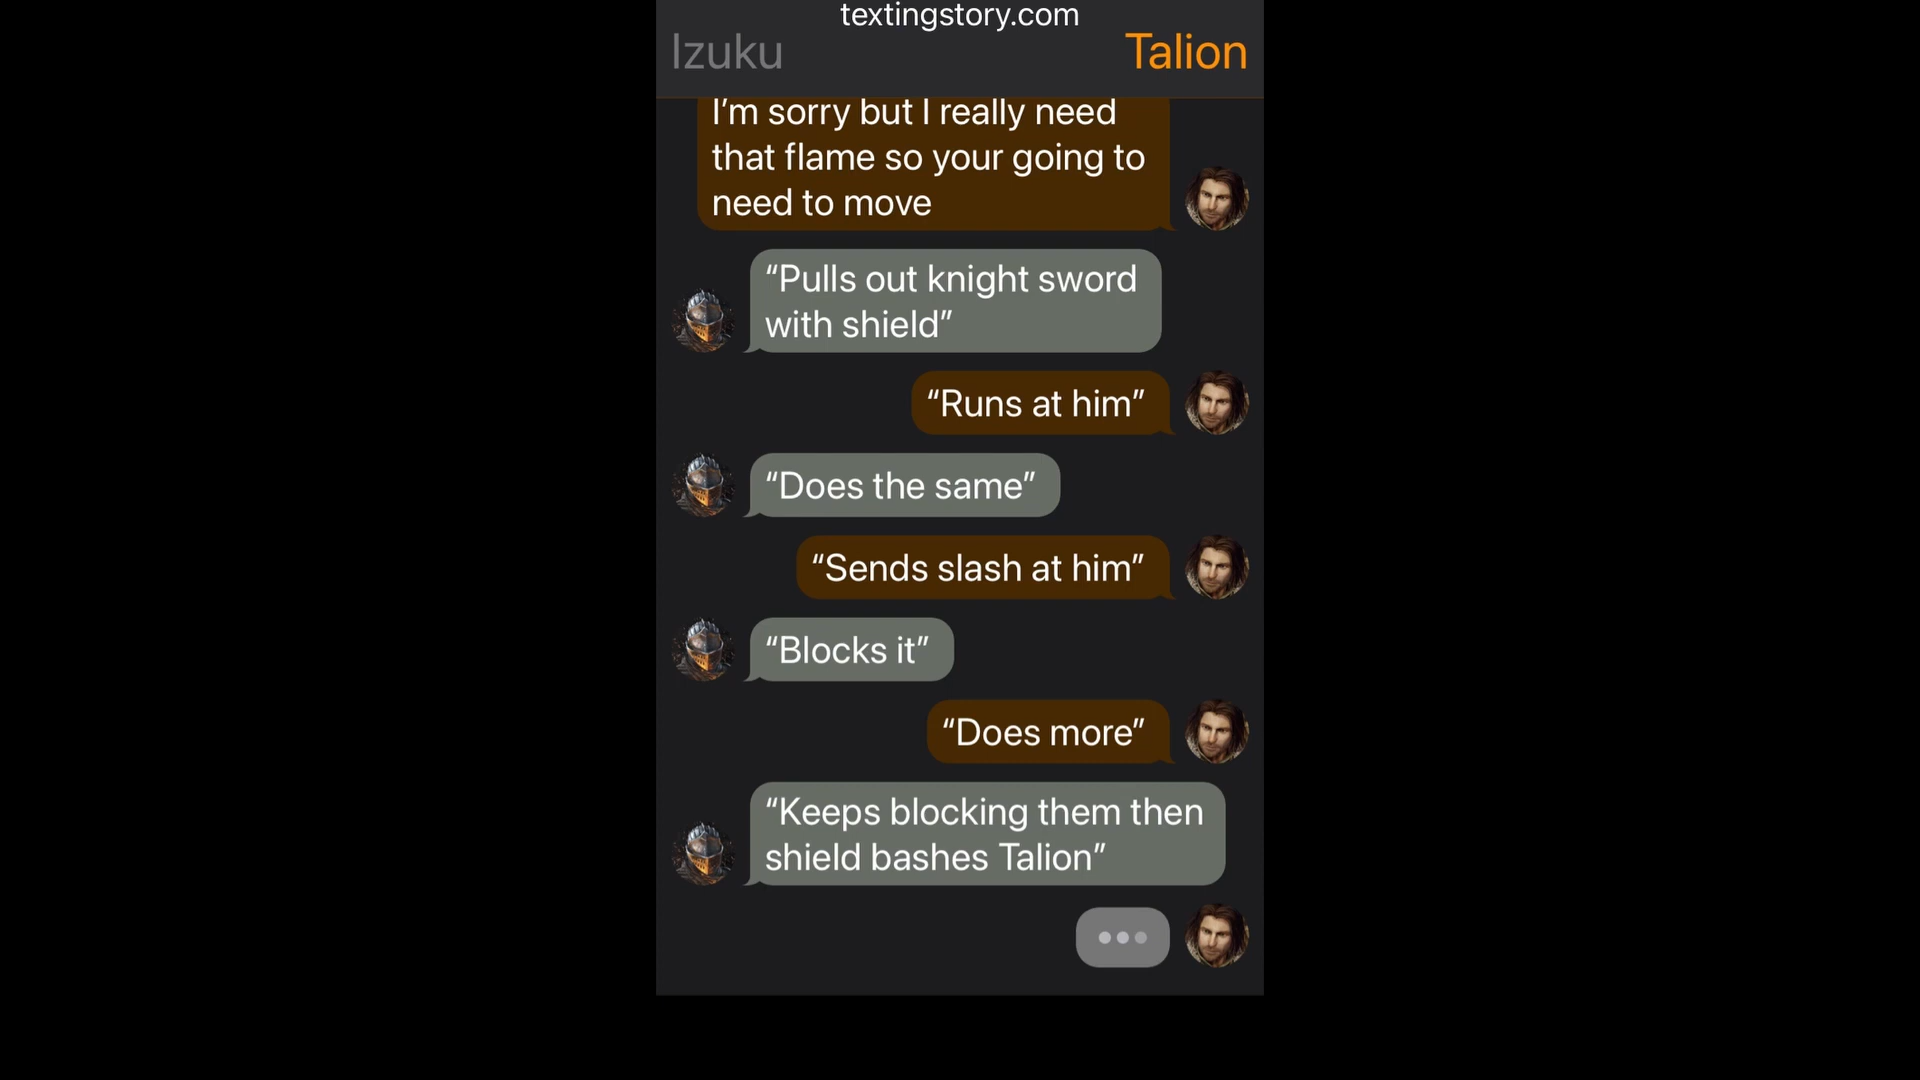 textingstory.com
Izuku
Talion
I’m sorry but I really need
that flame so your going to
need to move
“Pulls out knight sword
with shield”
“Runs at him”
“Does the same”
“Sends slash at him”
“Blocks it”
“Does more”
“Keeps blocking them then
shield bashes Talion”